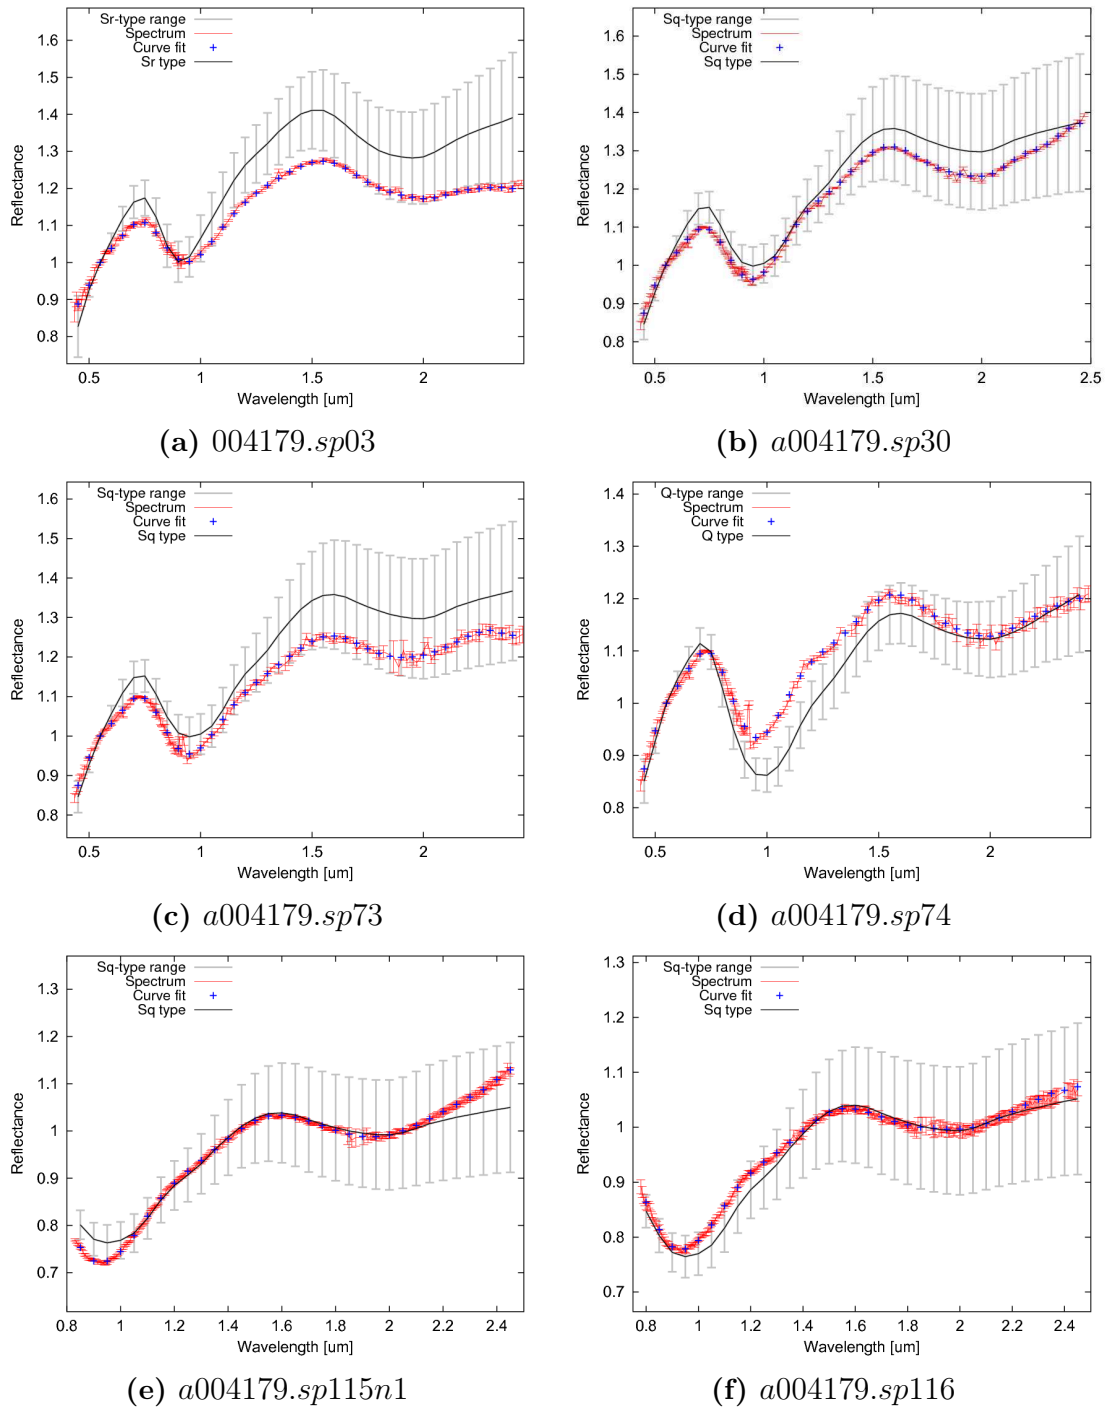 Sr-type range
Spectrum
Curve fit
Sr type
1.6
1.5
1.4
1.3
1.2
1.1
1
0.9
0.8
Reflectance
0.5 1 1.5 2
Wavelength [um]
(a) 004179.sp03
Sq-type range
Spectrum
Curve fit
Sq type
1.6
1.5
1.4
1.3
1.2
1.1
1
0.9
0.8
Reflectance
0.5 1 1.5 2 2.5
Wavelength [um]
(b) a004179.sp30
Sq-type range
Spectrum
Curve fit
Sq type
1.6
1.5
1.4
1.3
1.2
1.1
1
0.9
0.8
Reflectance
0.5 1 1.5 2
Wavelength [um]
(c) a004179.sp73
Q-type range
Spectrum
Curve fit
Q type
1.4
1.3
1.2
1.1
1
0.9
0.8
Reflectance
0.5 1 1.5 2
Wavelength [um]
(d) a004179.sp74
Sq-type range
Spectrum
Curve fit
Sq type
1.3
1.2
1.1
1
0.9
0.8
0.7
Reflectance
0.8 1 1.2 1.4 1.6 1.8 2 2.2 2.4
Wavelength [um]
(e) a004179.sp115n1
Sq-type range
Spectrum
Curve fit
Sq type
1.3
1.2
1.1
1
0.9
0.8
0.7
Reflectance
0.8 1 1.2 1.4 1.6 1.8 2 2.2 2.4
Wavelength [um]
(f) a004179.sp116